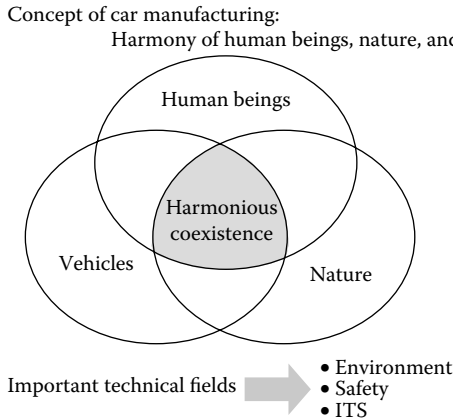 Concept of car manufacturing:
Harmony of human beings, nature, and
Human beings
Harmonious
coexistence
Vehicles
Nature
Important technical fields
• Environment
• Safety
• ITS